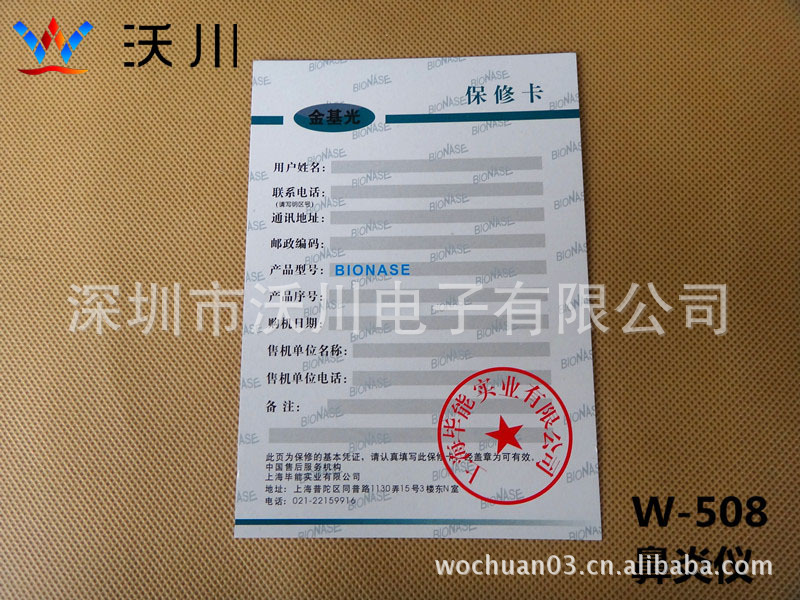 沃川
BIONASE
保修卡
金基光
用户姓名:
联系电话:
(请写明区号)
通讯地址:
邮政编码:
产品型号: BIONASE
产品序号:
深圳市沃川电子有限公司
购机日期:
售机单位名称:
售机单位电话:
备 注:
上海毕能实业有限公司
此页为保修的基本凭证，请认真填写此保修卡，经盖章为可有效。
中国售后服务机构
上海毕能实业有限公司
地址：上海普陀区同普路1130弄15号3楼东N室
电话：021-22159916
W-508
鼻炎仪
wochuan03.cn.alibaba.com